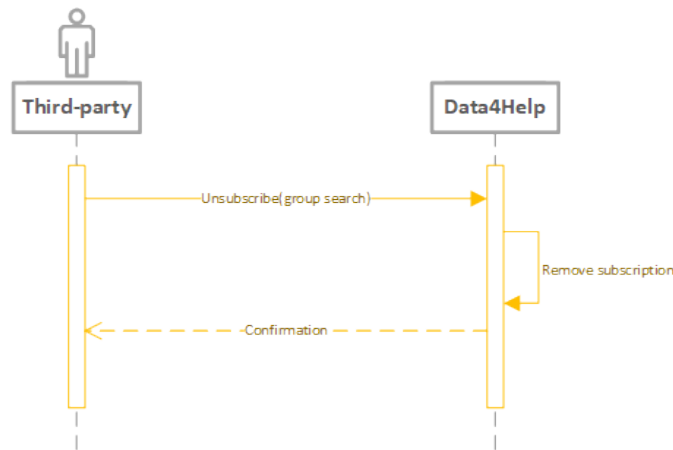 Third-party
Data4Help
Unsubscribe(group search)
Remove subscription
Confirmation